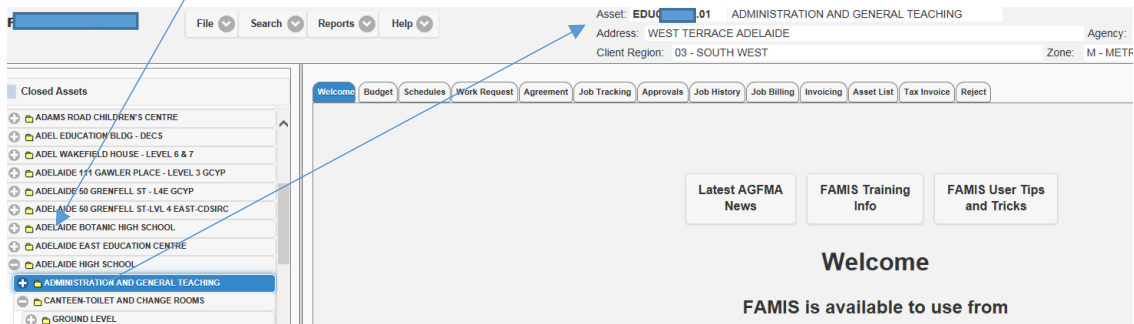 F
File Search Reports Help
Asset: EDUC .01 ADMINISTRATION AND GENERAL TEACHING
Address: WEST TERRACE ADELAIDE Agency:
Client Region: 03 - SOUTH WEST Zone: M - METR
Closed Assets
ADAMS ROAD CHILDREN'S CENTRE
ADEL EDUCATION BLDG - DECS
ADEL WAKEFIELD HOUSE - LEVEL 6 & 7
ADELAIDE 111 GAWLER PLACE - LEVEL 3 GCYP
ADELAIDE 50 GRENFELL ST - L4E GCYP
ADELAIDE 50 GRENFELL ST-LVL 4 EAST-CDSIRC
ADELAIDE BOTANIC HIGH SCHOOL
ADELAIDE EAST EDUCATION CENTRE
ADELAIDE HIGH SCHOOL
ADMINISTRATION AND GENERAL TEACHING
CANTEEN-TOILET AND CHANGE ROOMS
GROUND LEVEL
Welcome Budget Schedules Work Request Agreement Job Tracking Approvals Job History Job Billing Invoicing Asset List Tax Invoice Reject
Latest AGFMA News
FAMIS Training Info
FAMIS User Tips and Tricks
Welcome
FAMIS is available to use from